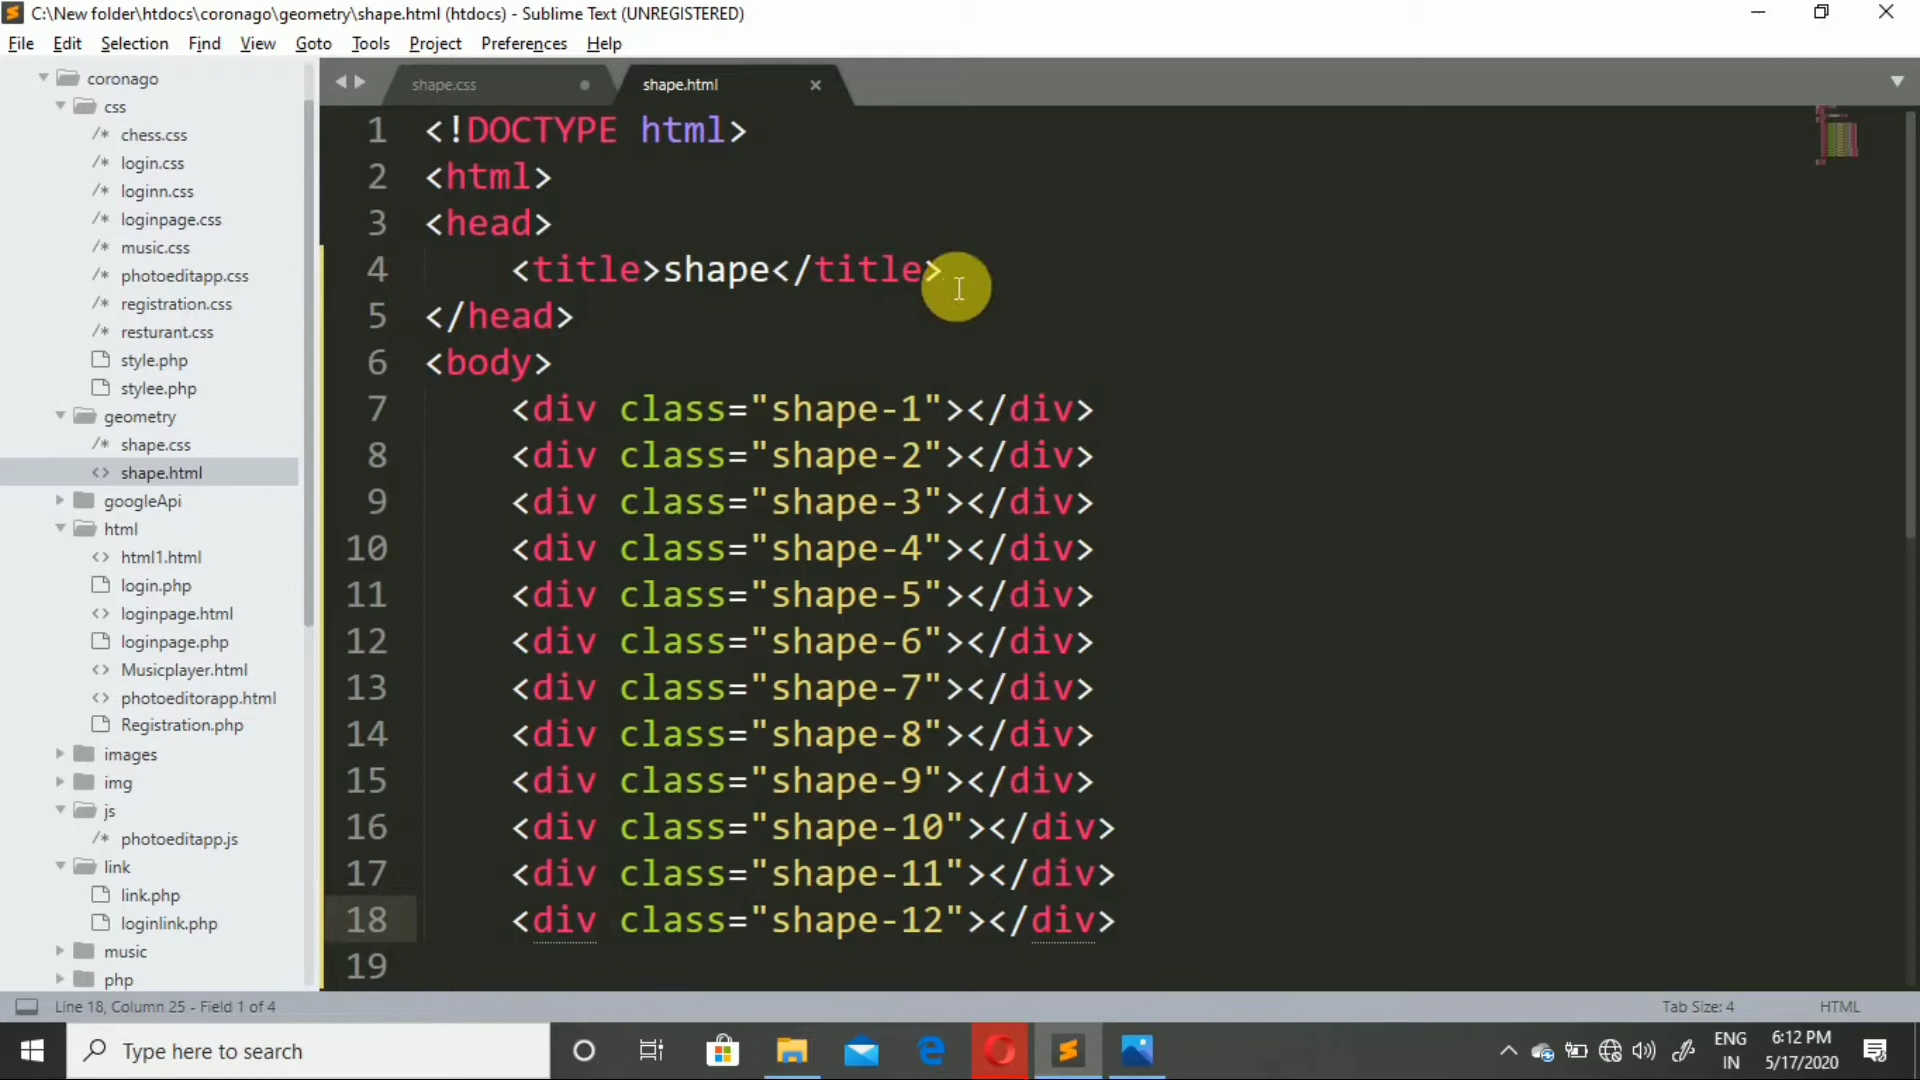 C:\New folder\htdocs\coronago\geometry\shape.html (htdocs) - Sublime Text (UNREGISTERED)
File Edit Selection Find View Goto Tools Project Preferences Help
coronago
css
/* chess.css
/* login.css
/* loginn.css
/* loginpage.css
/* music.css
/* photoeditapp.css
/* registration.css
/* resturant.css
style.php
stylee.php
geometry
/* shape.css
<> shape.html
googleApi
html
<> html1.html
login.php
<> loginpage.html
loginpage.php
<> Musicplayer.html
<> photoeditorapp.html
Registration.php
images
img
js
/* photoeditapp.js
link
link.php
loginlink.php
music
php
shape.css shape.html
1 <!DOCTYPE html>
2 <html>
3 <head>
4 <title>shape</title>
5 </head>
6 <body>
7 <div class="shape-1"></div>
8 <div class="shape-2"></div>
9 <div class="shape-3"></div>
10 <div class="shape-4"></div>
11 <div class="shape-5"></div>
12 <div class="shape-6"></div>
13 <div class="shape-7"></div>
14 <div class="shape-8"></div>
15 <div class="shape-9"></div>
16 <div class="shape-10"></div>
17 <div class="shape-11"></div>
18 <div class="shape-12"></div>
19
Line 18, Column 25 - Field 1 of 4 Tab Size: 4 HTML
Type here to search
ENG
IN
6:12 PM
5/17/2020